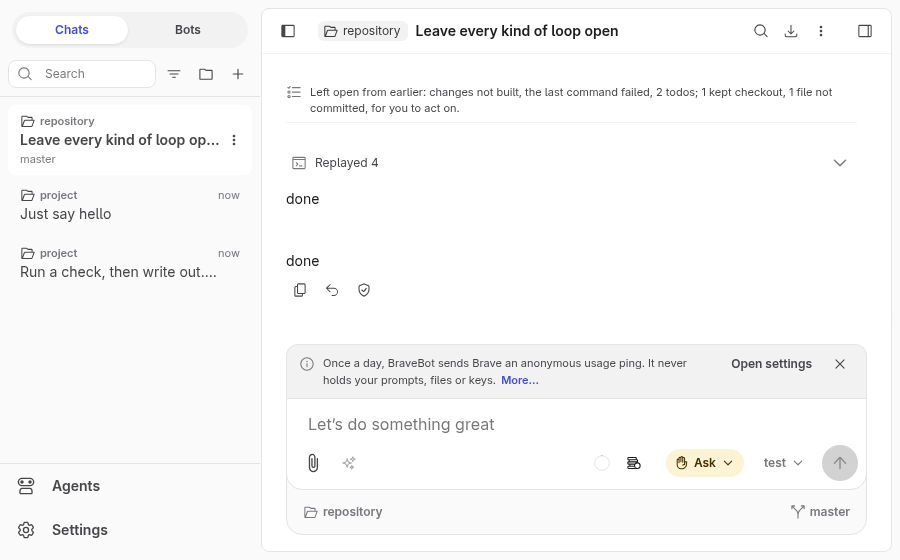 Chats
Bots
Search
repository
Leave every kind of loop op...
master
project
now
Just say hello
project
now
Run a check, then write out....
Agents
Settings
repository
Leave every kind of loop open
Left open from earlier: changes not built, the last command failed, 2 todos; 1 kept checkout, 1 file not
committed, for you to act on.
Replayed 4
done
done
Once a day, BraveBot sends Brave an anonymous usage ping. It never
holds your prompts, files or keys. More...
Open settings
Let’s do something great
Ask
test
repository
master